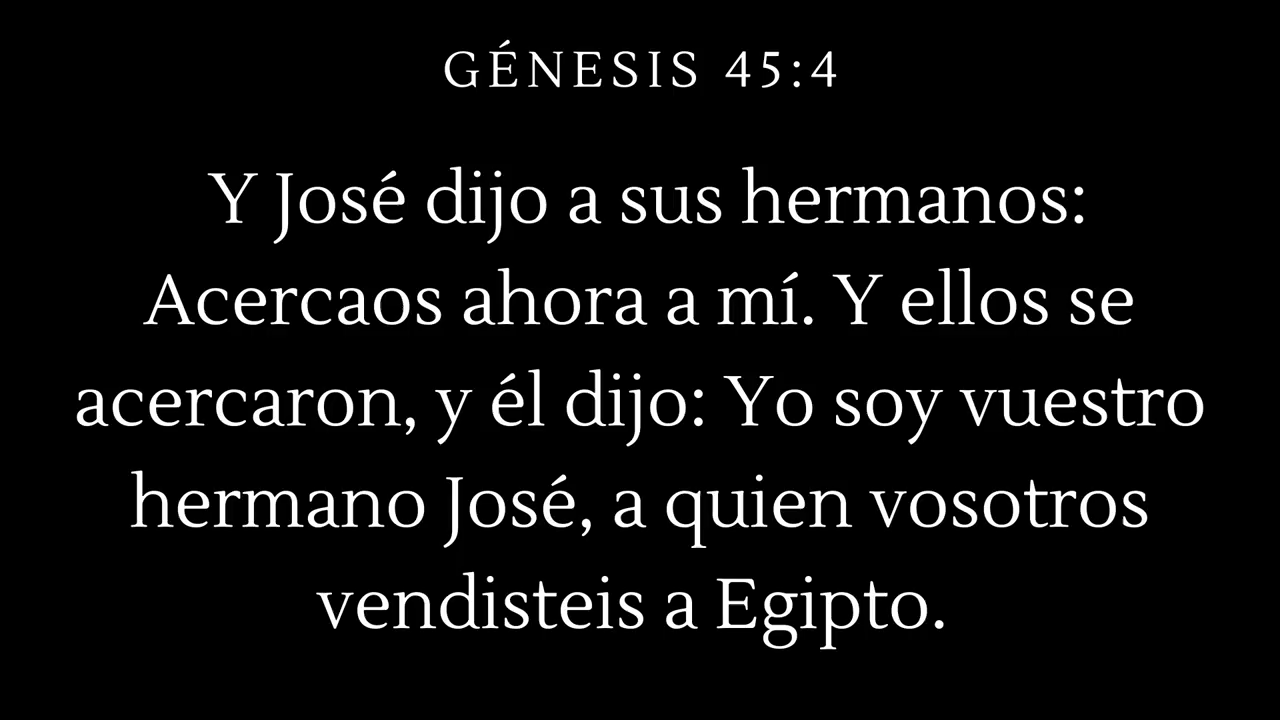 GÉNESIS 45:4
Y José dijo a sus hermanos:
Acercaos ahora a mí. Y ellos se
acercaron, y él dijo: Yo soy vuestro
hermano José, a quien vosotros
vendisteis a Egipto.